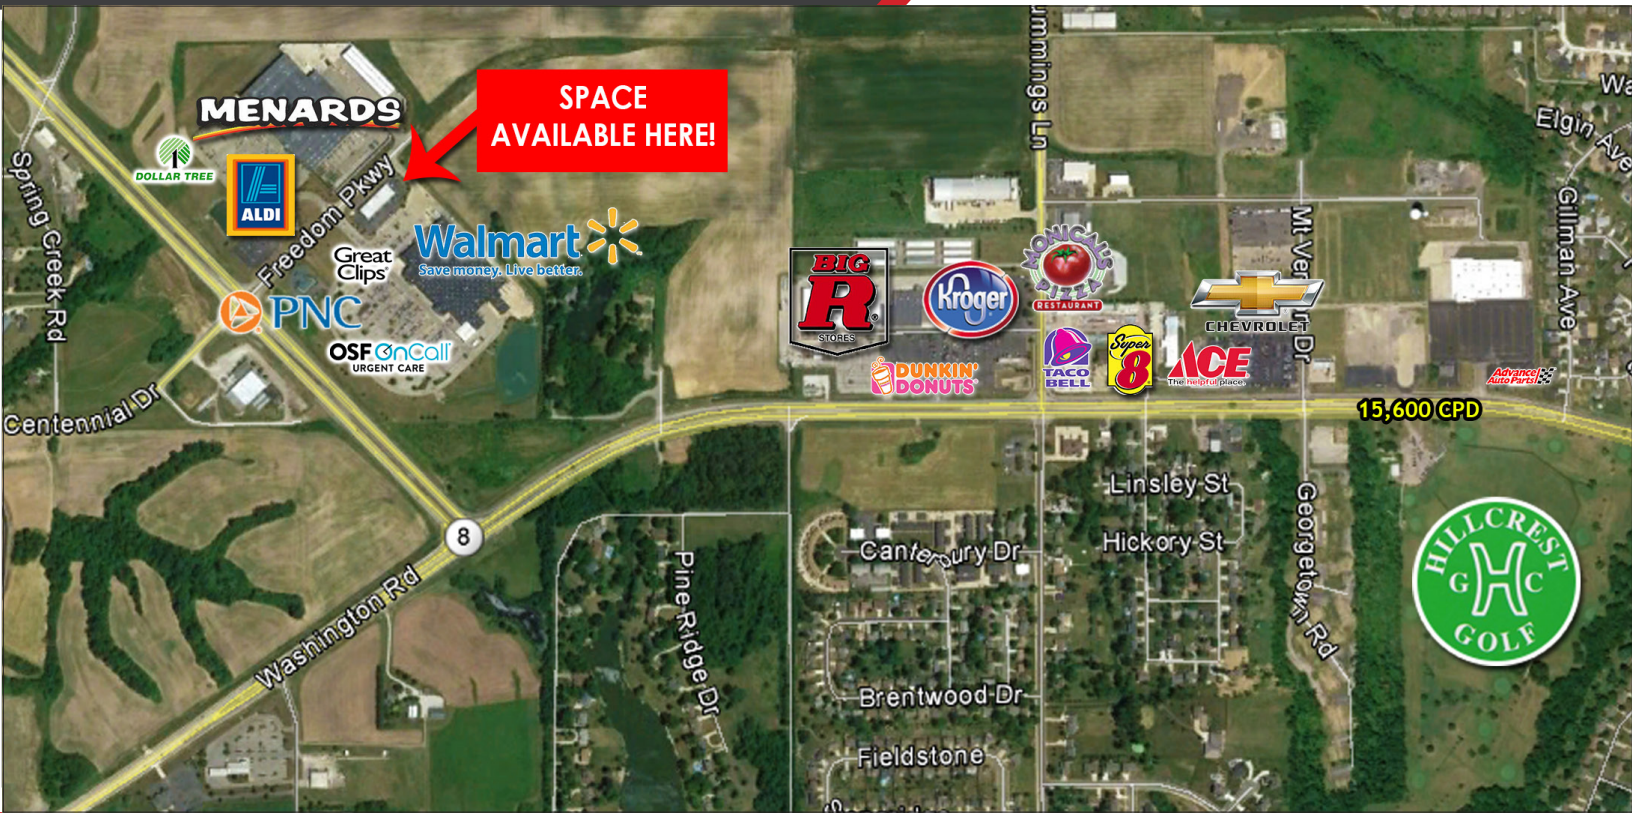 SPACE
AVAILABLE HERE!
MENARDS
DOLLAR TREE
ALDI
Freedom Pkwy
Spring Creek Rd
Great
Clips
Walmart
Save money. Live better.
PNC
OSF OnCall
URGENT CARE
Centennial Dr
8
Washington Rd
Pine Ridge Dr
ummings Ln
BIG
R
STORES
Kroger
MONICAL'S
PIZZA
RESTAURANT
DUNKIN'
DONUTS
TACO
BELL
Super
8
ACE
The helpful place.
CHEVROLET
Mt Vern
n Dr
Elgin Ave
Gilman Ave
Advance
Auto Parts
15,600 CPD
Linsley St
Hickory St
Canterbury Dr
Georgetown Rd
Brentwood Dr
Fieldstone
HILLCREST
G H C
GOLF